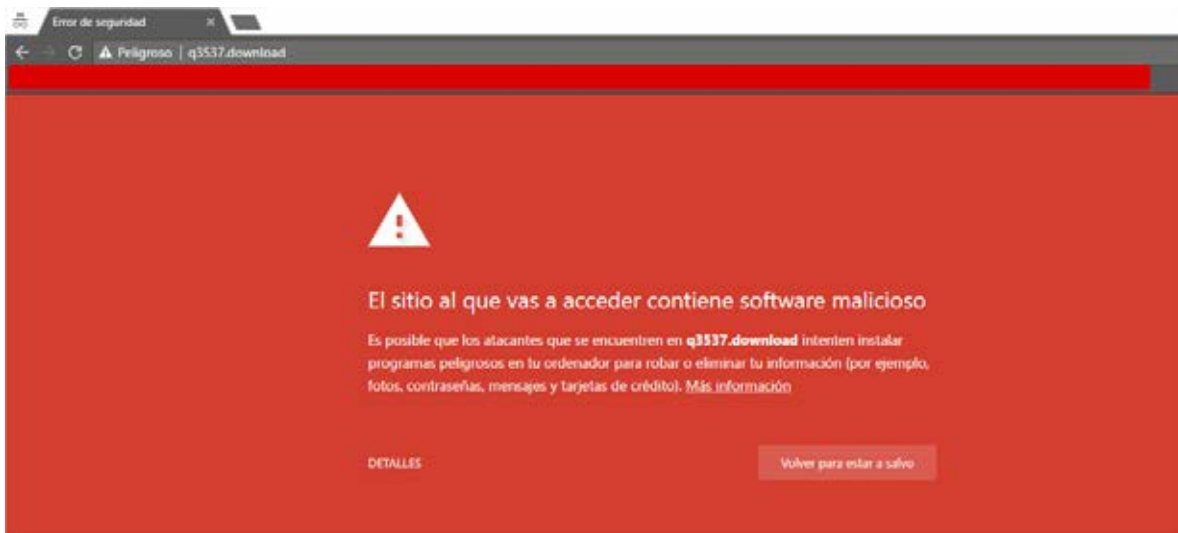 Error de seguridad
Peligroso | q3537.download
El sitio al que vas a acceder contiene software malicioso
Es posible que los atacantes que se encuentren en q3537.download intenten instalar
programas peligrosos en tu ordenador para robar o eliminar tu información (por ejemplo,
fotos, contraseñas, mensajes y tarjetas de crédito). Más información
DETALLES
Volver para estar a salvo